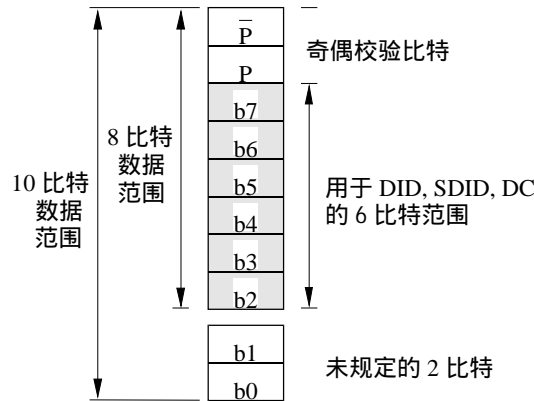 P̅
P
奇偶校验比特
b7
b6
b5
b4
b3
b2
8 比特
数据
范围
10 比特
数据
范围
用于 DID, SDID, DC
的 6 比特范围
b1
b0
未规定的 2 比特